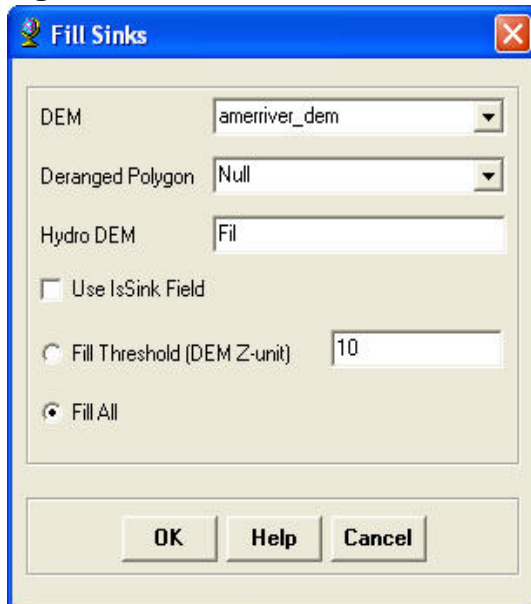 Fill Sinks
DEM amerriver_dem
Deranged Polygon Null
Hydro DEM Fil
Use IsSink Field
Fill Threshold (DEM Z-unit) 10
Fill All
OK Help Cancel